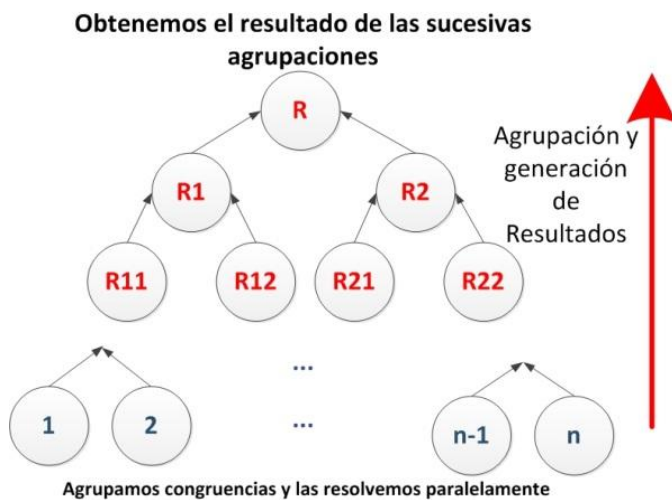 Obtenemos el resultado de las sucesivas
agrupaciones
R
Agrupación y
generación
de
Resultados
R1
R2
R11
R12
R21
R22
...
1
2
...
n-1
n
Agrupamos congruencias y las resolvemos paralelamente